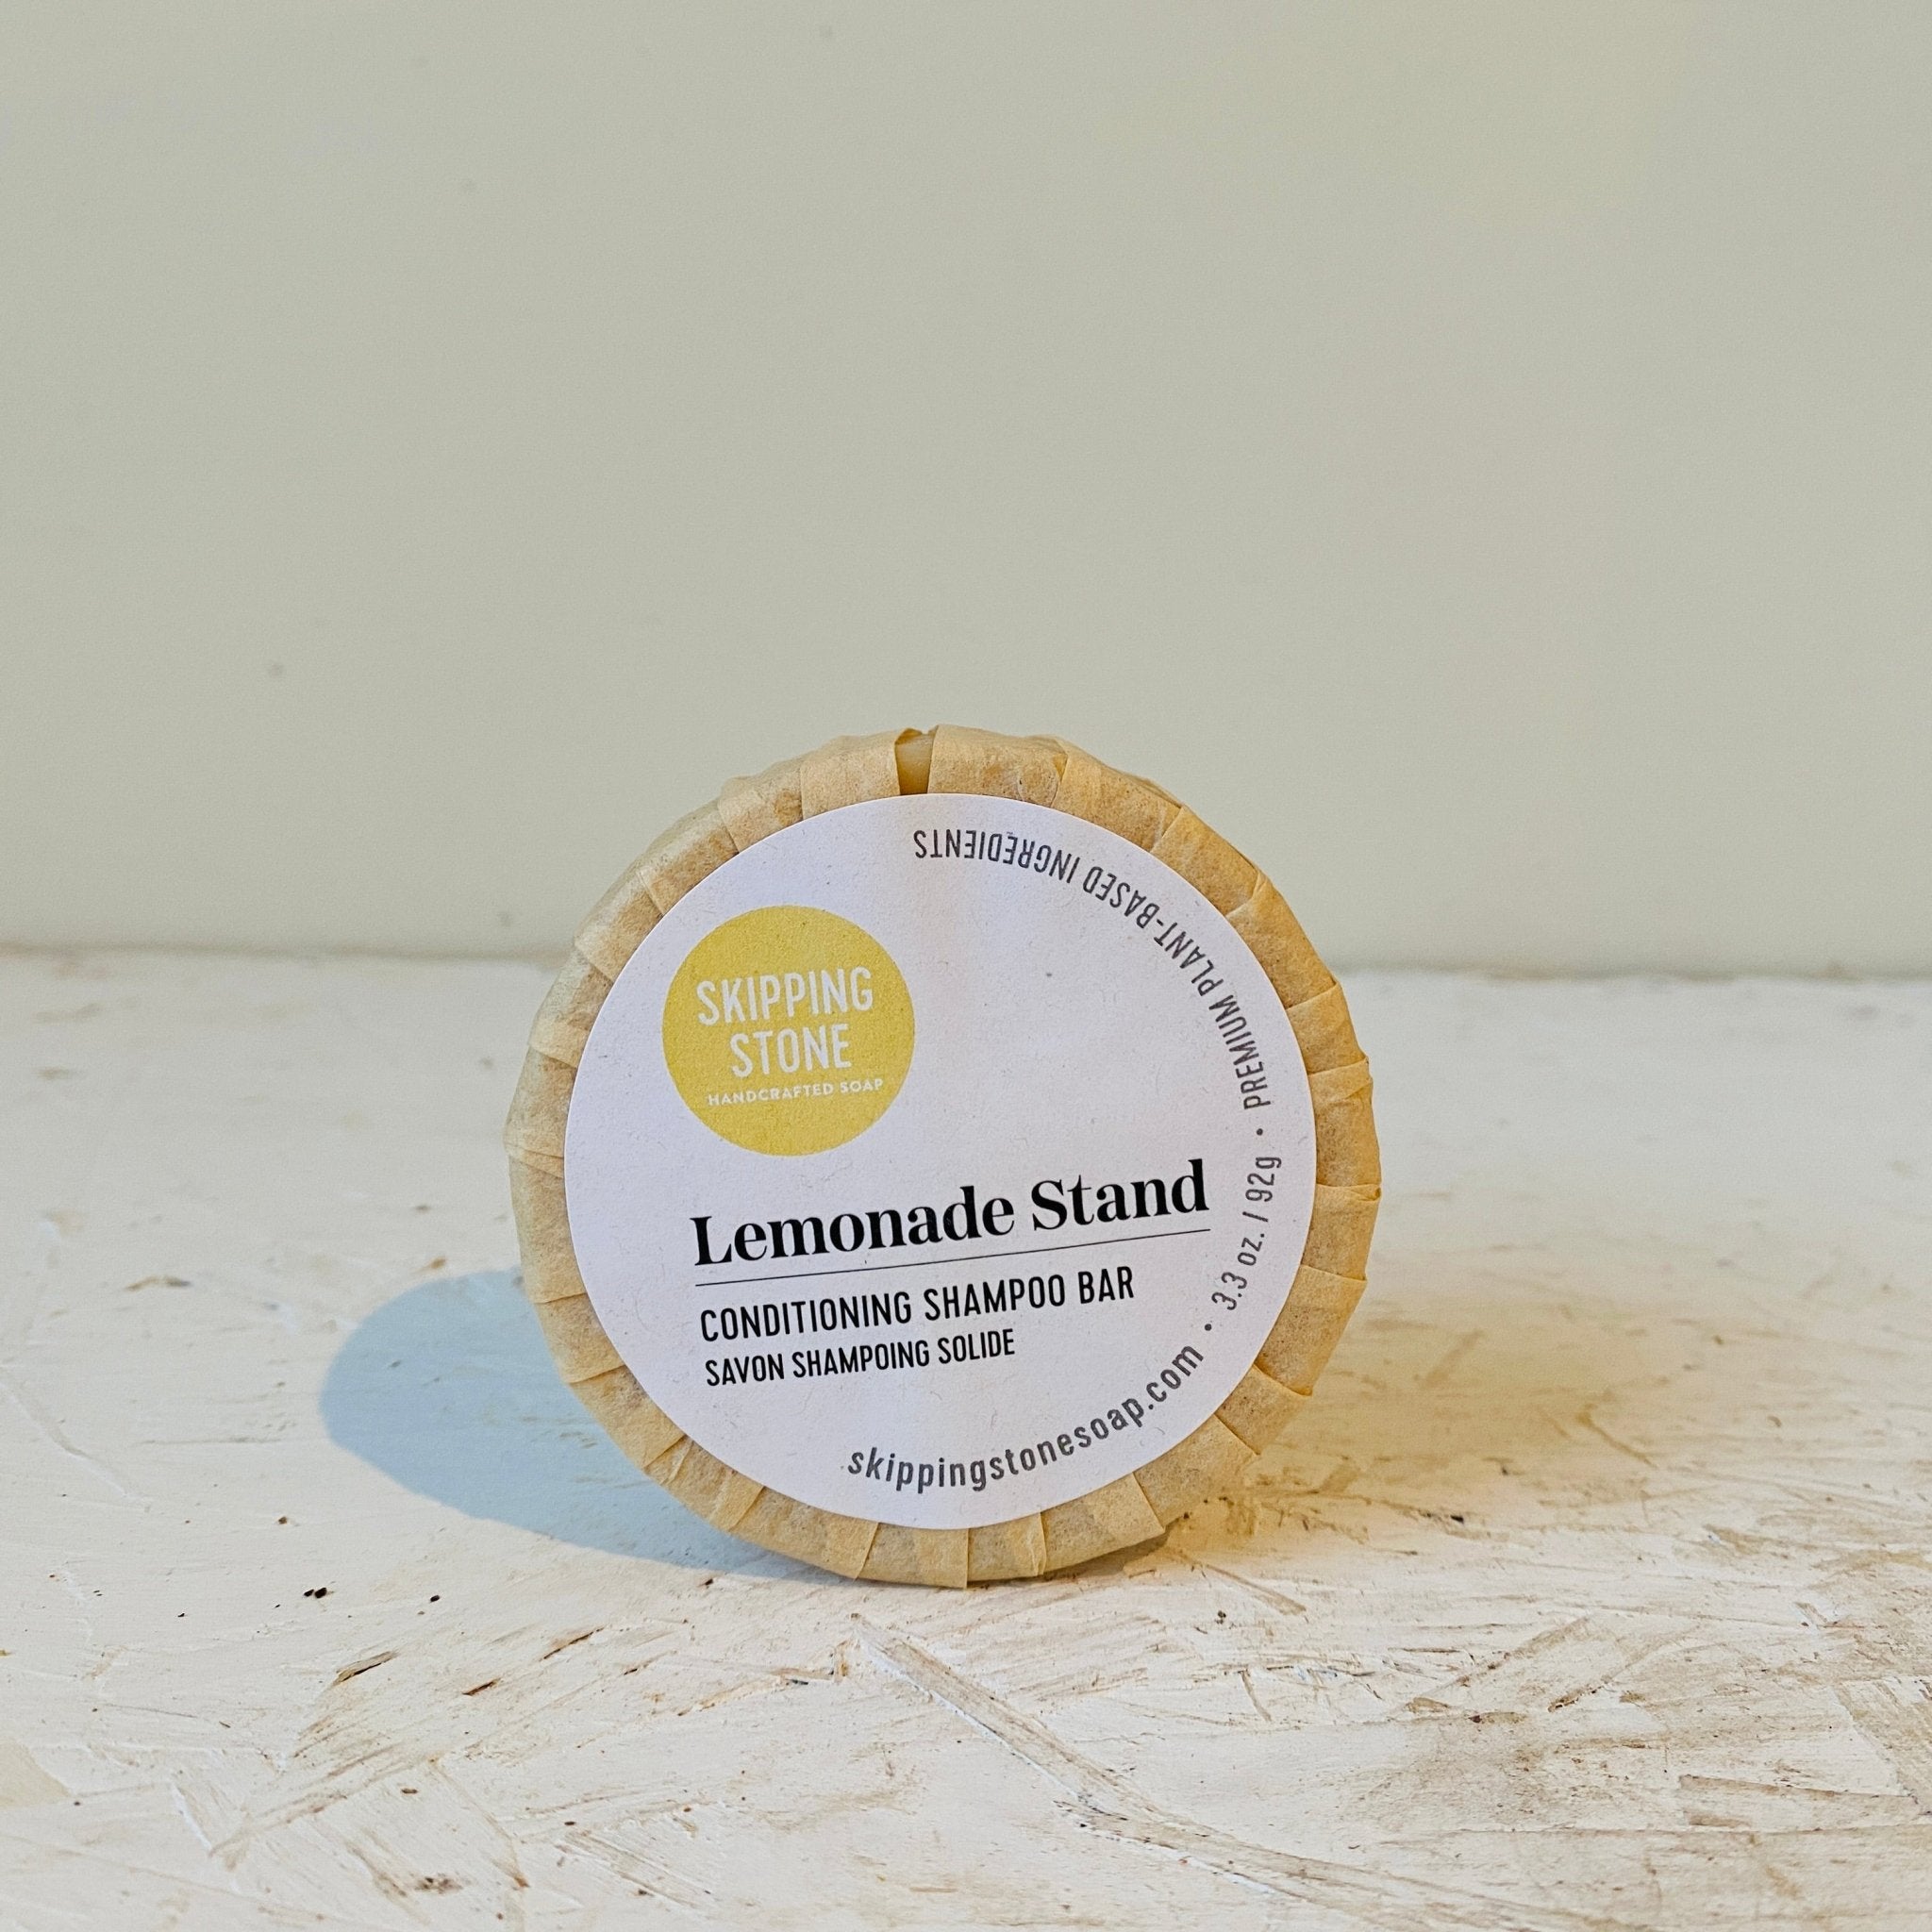 SKIPPING
STONE
HANDCRAFTED SOAP
Lemonade Stand
CONDITIONING SHAMPOO BAR
SAVON SHAMPOING SOLIDE
skippingstonesoap.com • 3.3 oz. / 92g • PREMIUM PLANT-BASED INGREDIENTS